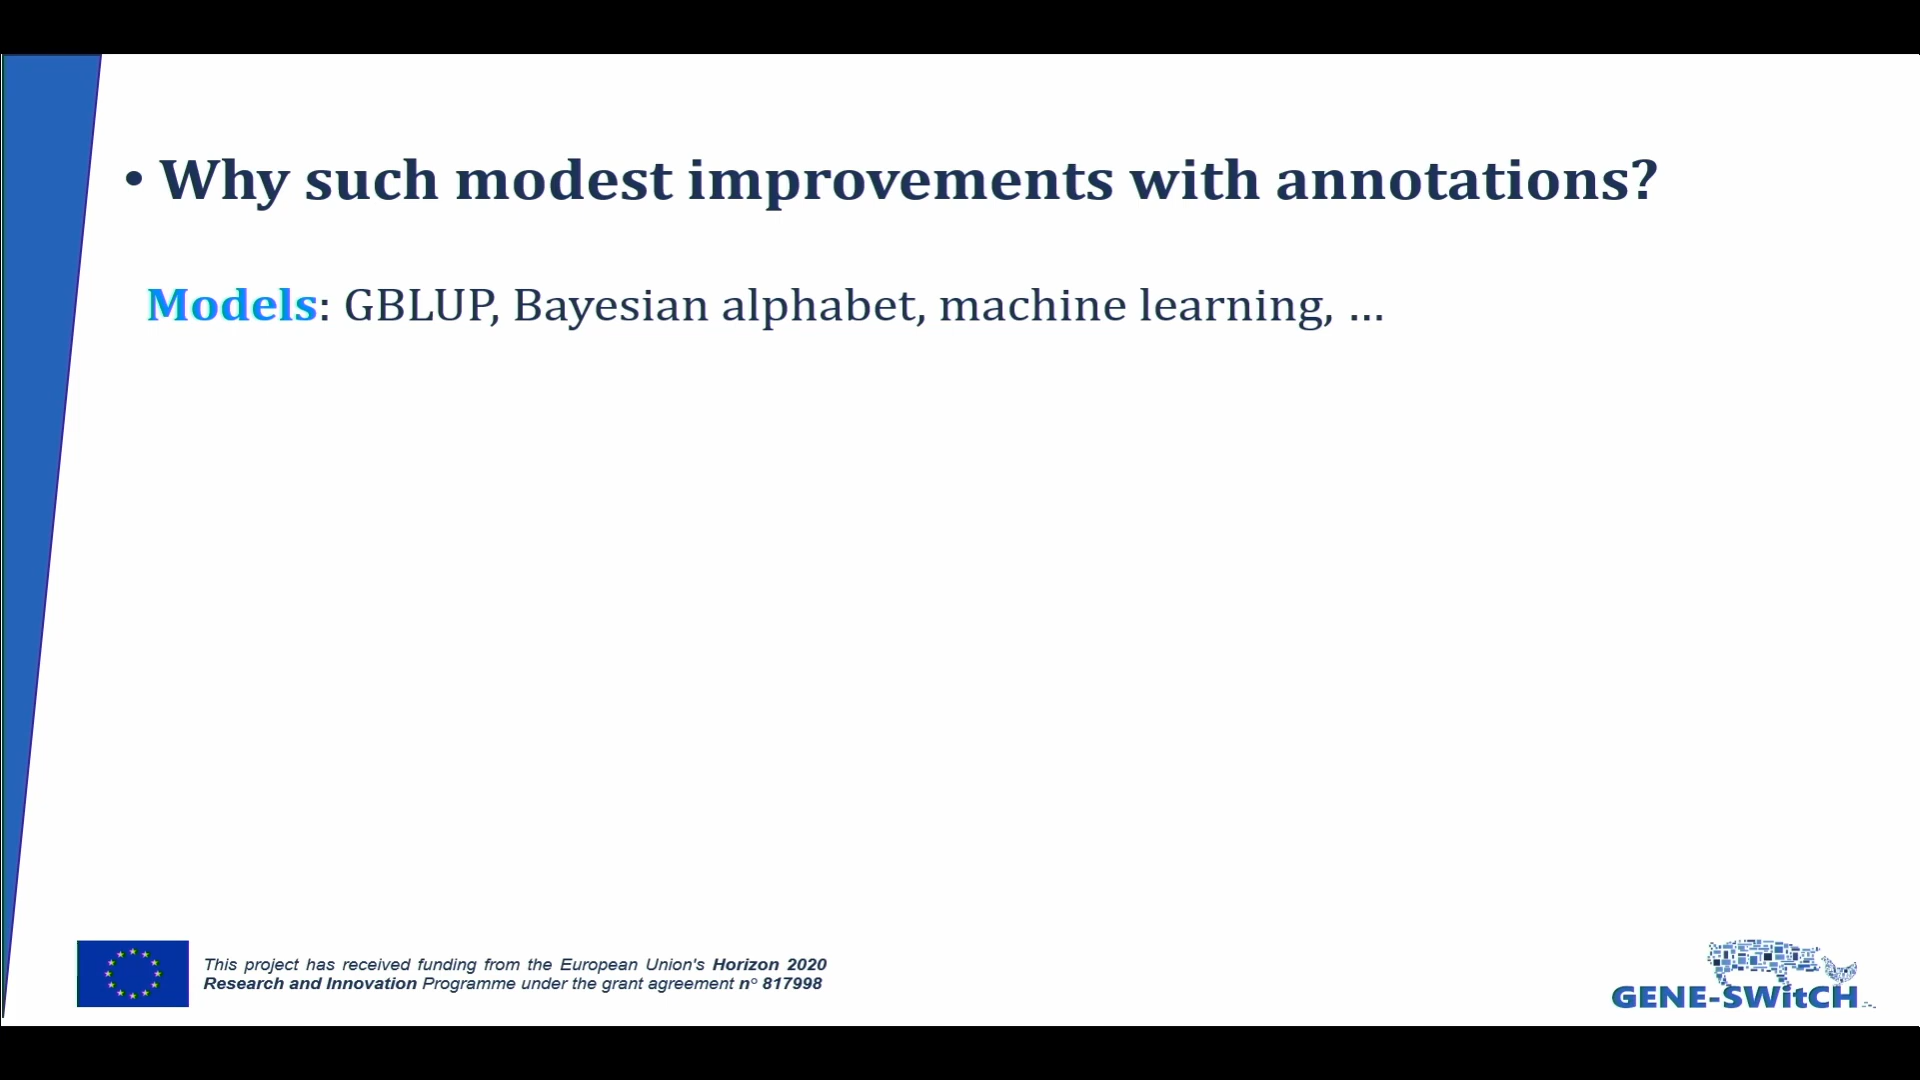 • Why such modest improvements with annotations?
Models: GBLUP, Bayesian alphabet, machine learning, ...
This project has received funding from the European Union's Horizon 2020
Research and Innovation Programme under the grant agreement n° 817998
GENE-SWitCH